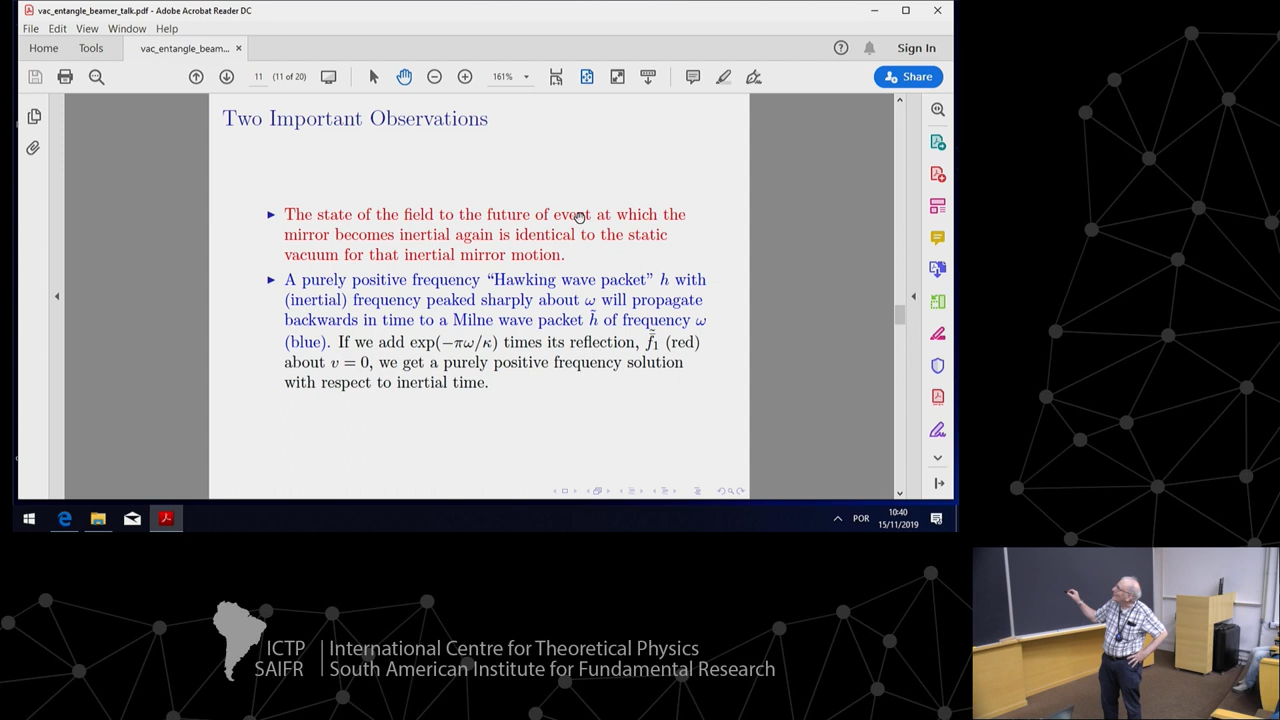 vac_entangle_beamer_talk.pdf - Adobe Acrobat Reader DC
File Edit View Window Help
Home Tools vac_entangle_beam... × Sign In
11 (11 of 20) 161% Share
Two Important Observations
▶ The state of the field to the future of event at which the
mirror becomes inertial again is identical to the static
vacuum for that inertial mirror motion.
▶ A purely positive frequency “Hawking wave packet” h with
(inertial) frequency peaked sharply about ω will propagate
backwards in time to a Milne wave packet h̃ of frequency ω
(blue). If we add exp(−πω/κ) times its reflection, f̄̃₁ (red)
about v = 0, we get a purely positive frequency solution
with respect to inertial time.
POR
10:40
15/11/2019
ICTP International Centre for Theoretical Physics
SAIFR South American Institute for Fundamental Research